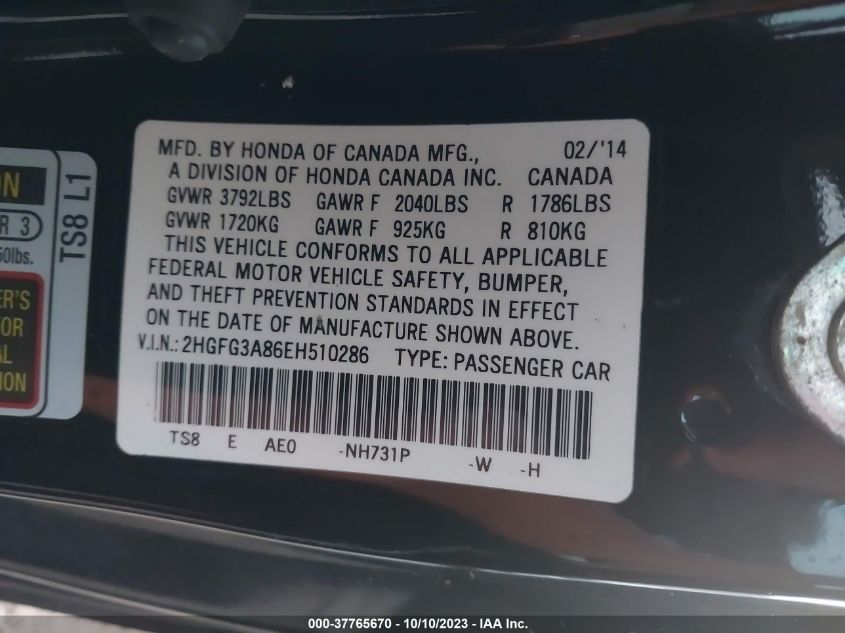 MFD. BY HONDA OF CANADA MFG., 02/'14
A DIVISION OF HONDA CANADA INC. CANADA
GVWR 3792LBS GAWR F 2040LBS R 1786LBS
GVWR 1720KG GAWR F 925KG R 810KG
THIS VEHICLE CONFORMS TO ALL APPLICABLE
FEDERAL MOTOR VEHICLE SAFETY, BUMPER,
AND THEFT PREVENTION STANDARDS IN EFFECT
ON THE DATE OF MANUFACTURE SHOWN ABOVE.
V.I.N.: 2HGFG3A86EH510286 TYPE: PASSENGER CAR
TS8 E AE0 -NH731P -W -H
TS8 L1
R 3
50lbs.
000-37765670 - 10/10/2023 - IAA Inc.